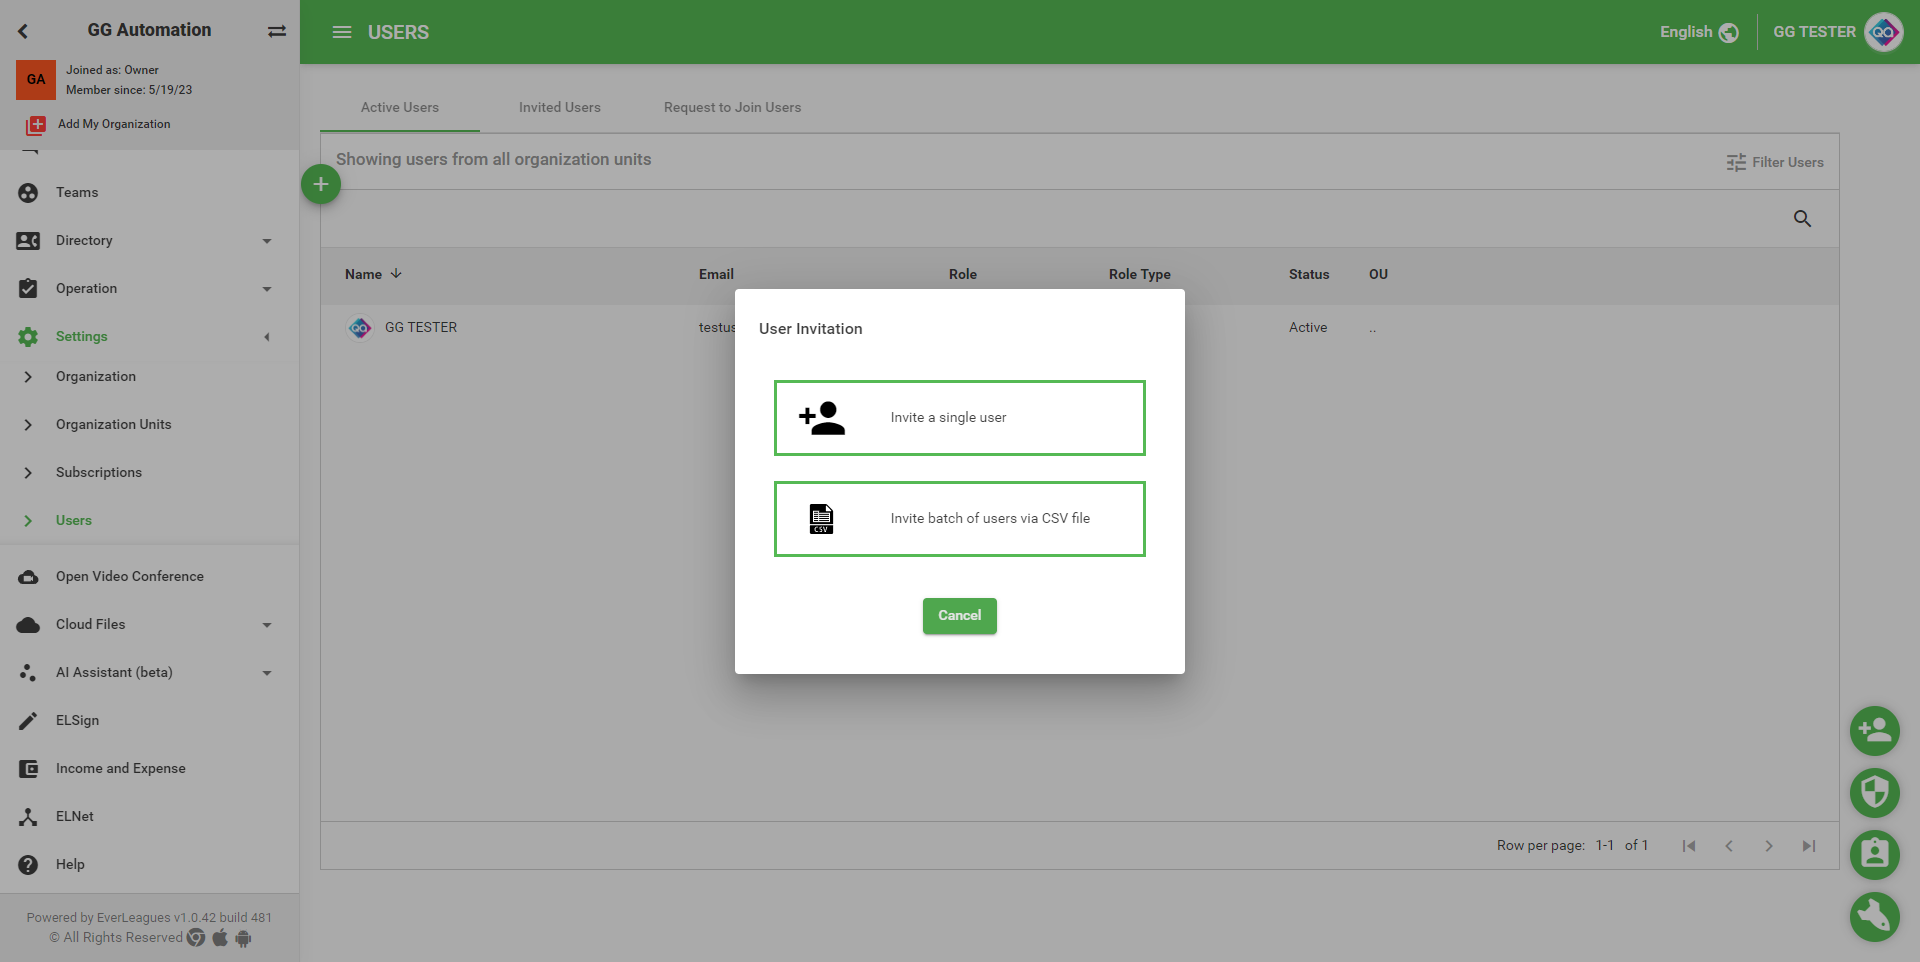 GG Automation
GA
Joined as: Owner
Member since: 5/19/23
Add My Organization
Teams
Directory
Operation
Settings
Organization
Organization Units
Subscriptions
Users
Open Video Conference
Cloud Files
AI Assistant (beta)
ELSign
Income and Expense
ELNet
Help
Powered by EverLeagues v1.0.42 build 481
© All Rights Reserved
USERS
English
GG TESTER
QA
Active Users
Invited Users
Request to Join Users
Showing users from all organization units
Filter Users
+
Name
Email
Role
Role Type
Status
OU
QA
GG TESTER
testus
Active
..
User Invitation
Invite a single user
CSV
Invite batch of users via CSV file
Cancel
Row per page: 1-1 of 1